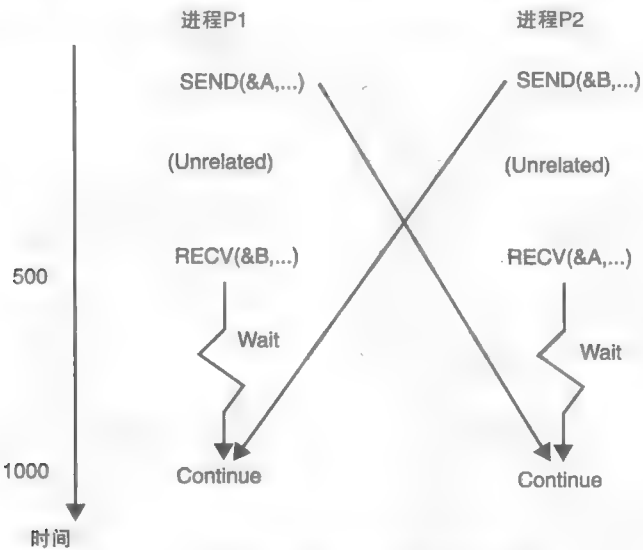 进程P1
进程P2
SEND(&A,...)
SEND(&B,...)
(Unrelated)
(Unrelated)
RECV(&B,...)
RECV(&A,...)
500
Wait
Wait
1000
Continue
Continue
时间